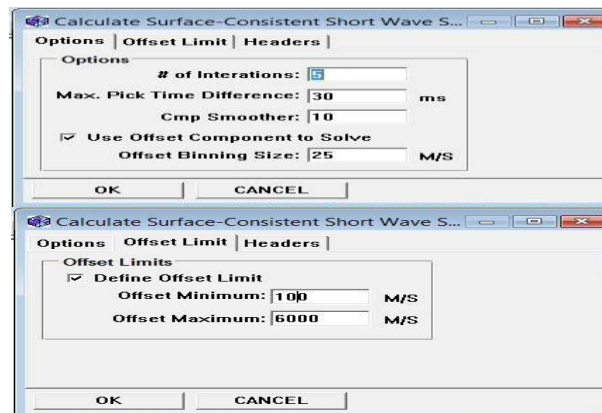 Calculate Surface-Consistent Short Wave S...
Options Offset Limit Headers
Options
# of Interations: 5
Max. Pick Time Difference: 30 ms
Cmp Smoother: 10
Use Offset Component to Solve
Offset Binning Size: 25 M/S
OK CANCEL
Calculate Surface-Consistent Short Wave S...
Options Offset Limit Headers
Offset Limits
Define Offset Limit
Offset Minimum: 100 M/S
Offset Maximum: 6000 M/S
OK CANCEL